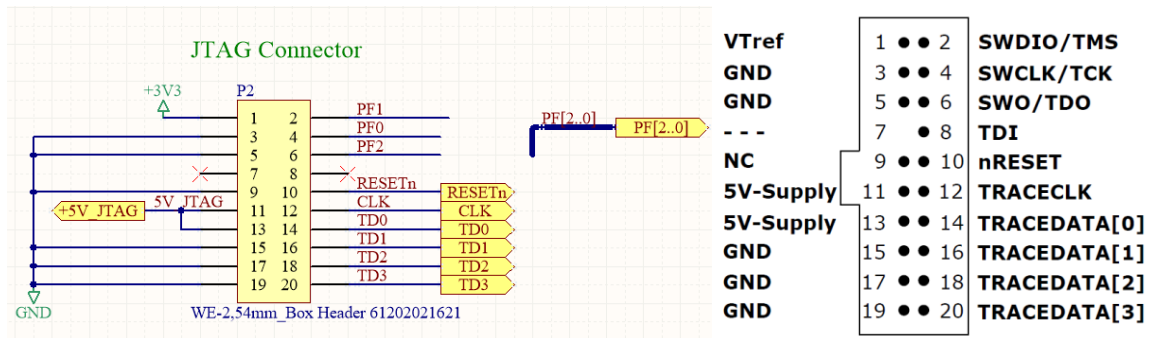 JTAG Connector
+3V3
P2
1 2 PF1
3 4 PF0
5 6 PF2
7 8
9 10 RESETn RESETn
+5V_JTAG 5V_JTAG 11 12 CLK CLK
13 14 TD0 TD0
15 16 TD1 TD1
17 18 TD2 TD2
19 20 TD3 TD3
GND
WE-2,54mm_Box Header 61202021621
PF[2..0] PF[2..0]
VTref 1 2 SWDIO/TMS
GND 3 4 SWCLK/TCK
GND 5 6 SWO/TDO
--- 7 8 TDI
NC 9 10 nRESET
5V-Supply 11 12 TRACECLK
5V-Supply 13 14 TRACEDATA[0]
GND 15 16 TRACEDATA[1]
GND 17 18 TRACEDATA[2]
GND 19 20 TRACEDATA[3]